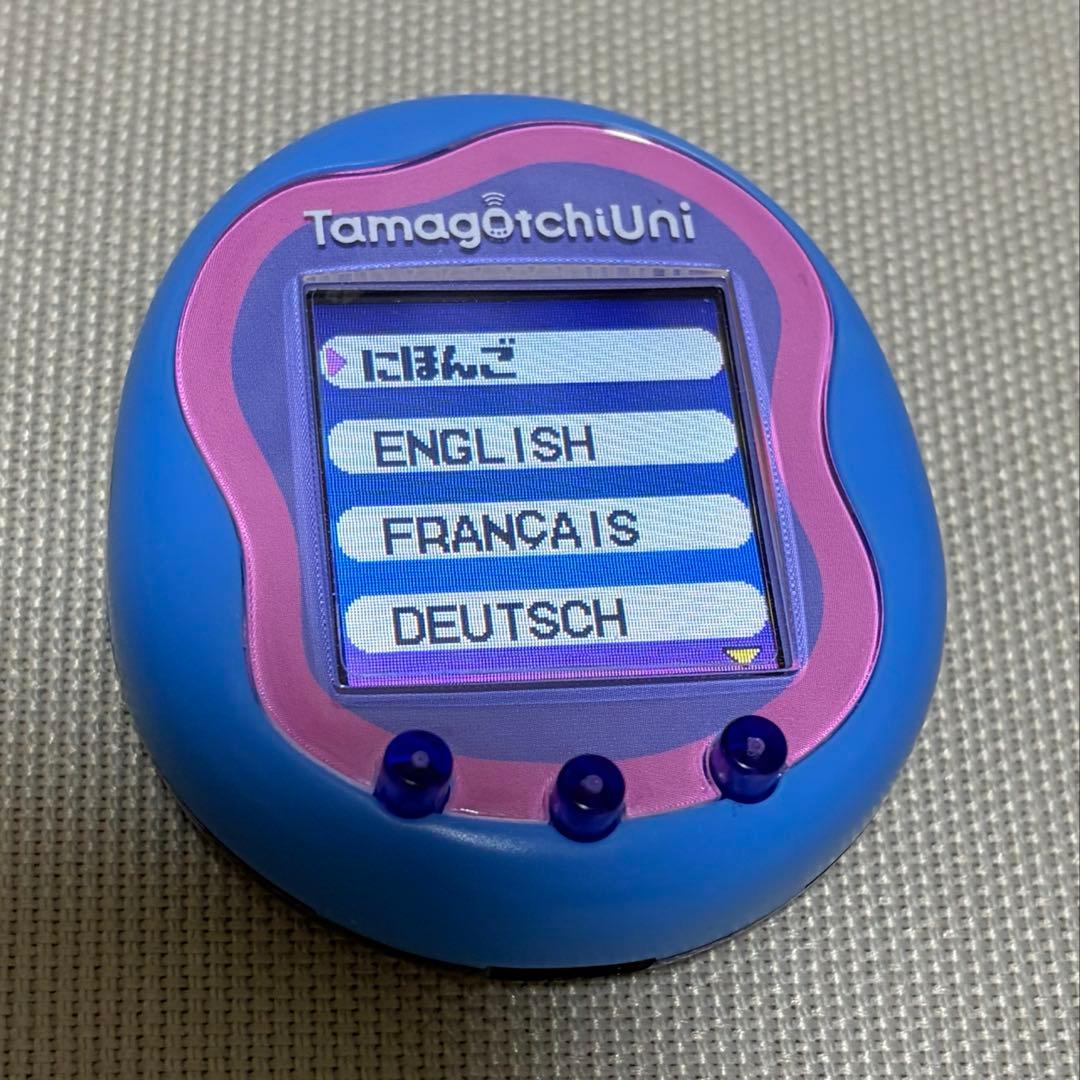 TamagotchiUni
にほんご
ENGLISH
FRANÇAIS
DEUTSCH